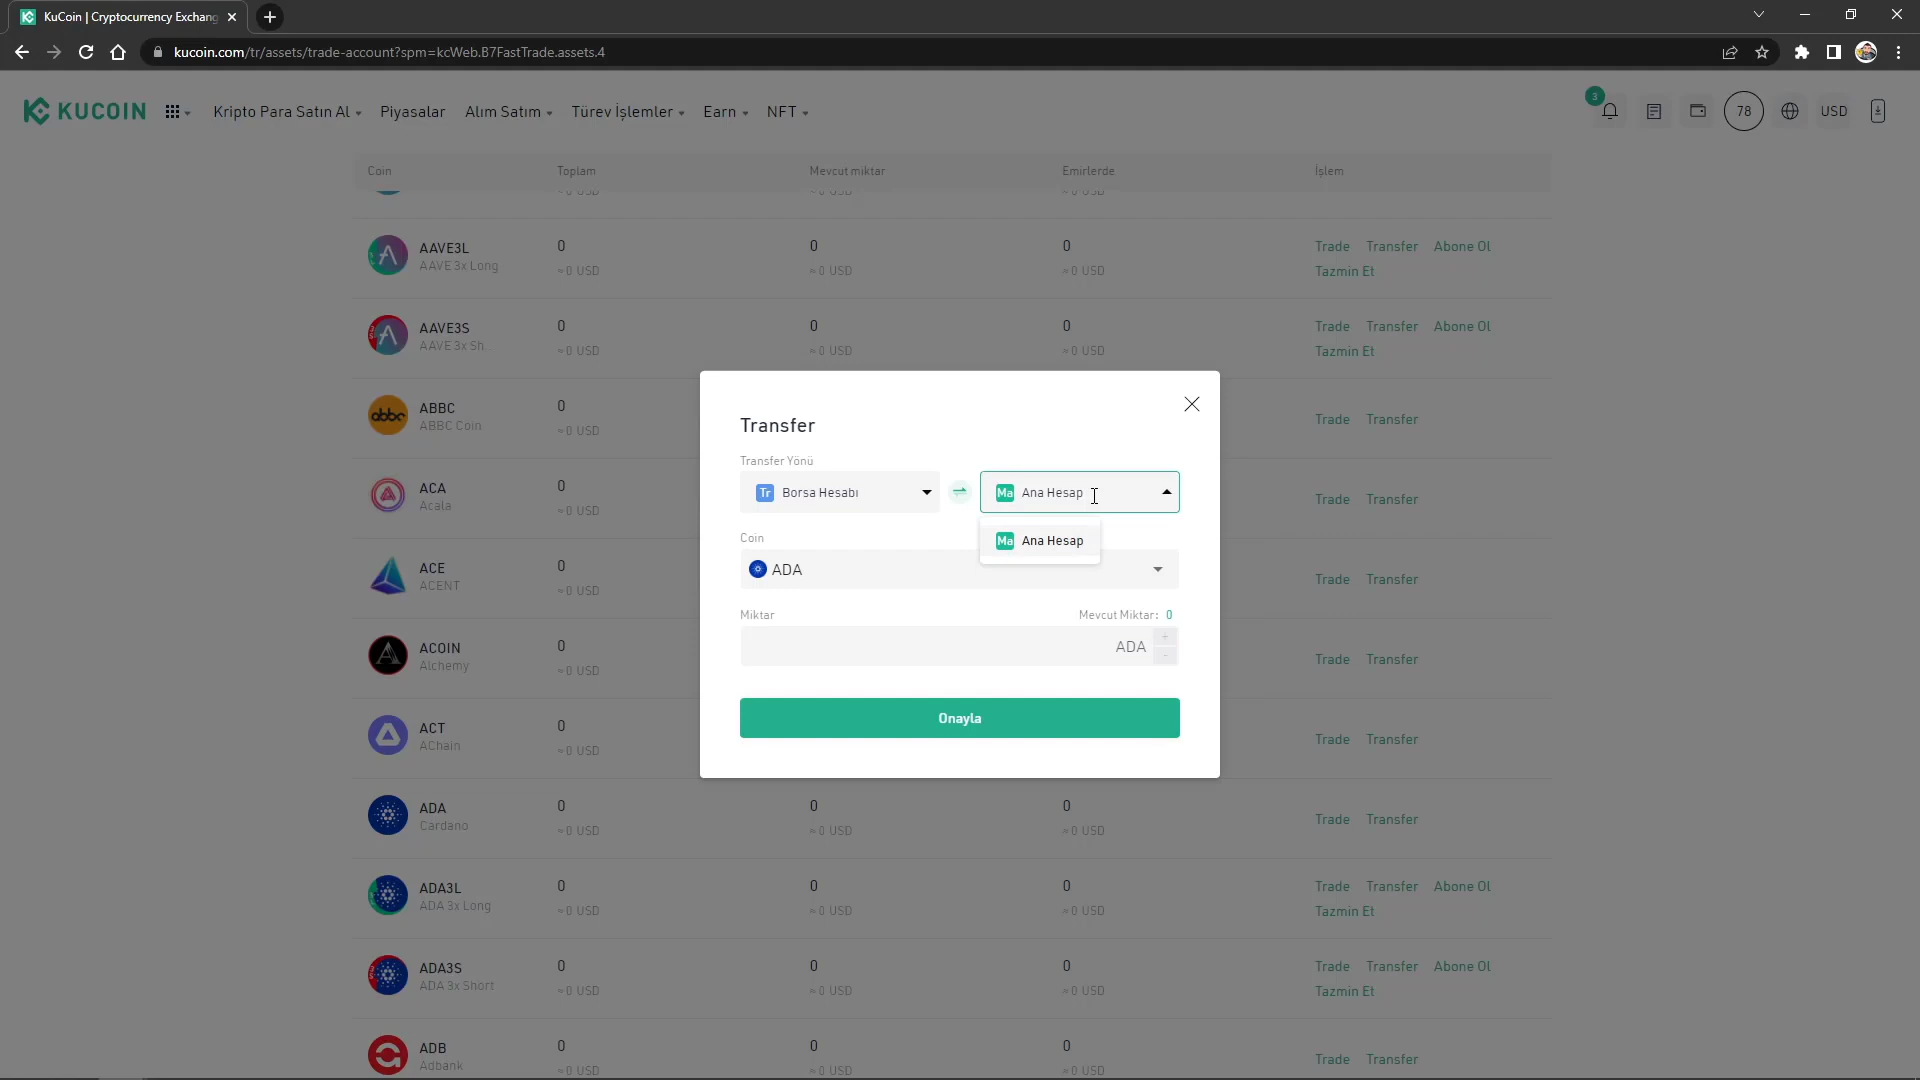 KuCoin | Cryptocurrency Exchang
kucoin.com/tr/assets/trade-account?spm=kcWeb.B7FastTrade.assets.4
KUCOIN
Kripto Para Satın Al
Piyasalar
Alım Satım
Türev İşlemler
Earn
NFT
3
78
USD
Coin Toplam Mevcut miktar Emirlerde İşlem
≈ 0 USD ≈ 0 USD ≈ 0 USD
AAVE3L 0 0 0 Trade Transfer Abone Ol
AAVE 3x Long ≈ 0 USD ≈ 0 USD ≈ 0 USD Tazmin Et
AAVE3S 0 0 0 Trade Transfer Abone Ol
AAVE 3x Sh... ≈ 0 USD ≈ 0 USD ≈ 0 USD Tazmin Et
abbc
ABBC 0 Trade Transfer
ABBC Coin ≈ 0 USD
ACA 0 Trade Transfer
Acala ≈ 0 USD
ACE 0 Trade Transfer
ACENT ≈ 0 USD
ACOIN 0 Trade Transfer
Alchemy ≈ 0 USD
ACT 0 Trade Transfer
AChain ≈ 0 USD
Transfer
Transfer Yönü
Tr Borsa Hesabı
Ma Ana Hesap
Ma Ana Hesap
Coin
ADA
Miktar Mevcut Miktar: 0
ADA
+
-
Onayla
ADA 0 0 0 Trade Transfer
Cardano ≈ 0 USD ≈ 0 USD ≈ 0 USD
ADA3L 0 0 0 Trade Transfer Abone Ol
ADA 3x Long ≈ 0 USD ≈ 0 USD ≈ 0 USD Tazmin Et
ADA3S 0 0 0 Trade Transfer Abone Ol
ADA 3x Short ≈ 0 USD ≈ 0 USD ≈ 0 USD Tazmin Et
ADB 0 0 0 Trade Transfer
Adbank ≈ 0 USD ≈ 0 USD ≈ 0 USD